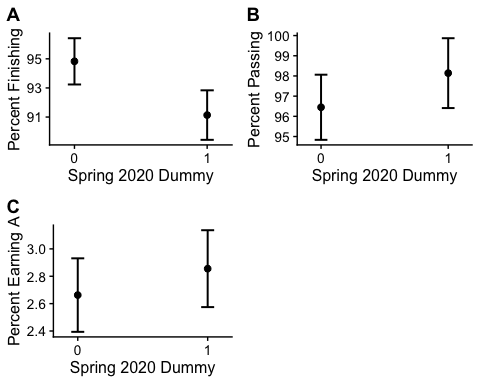 A
Percent Finishing
95
93
91
0 1
Spring 2020 Dummy
B
Percent Passing
100
99
98
97
96
95
0 1
Spring 2020 Dummy
C
Percent Earning A
3.0
2.8
2.6
2.4
0 1
Spring 2020 Dummy